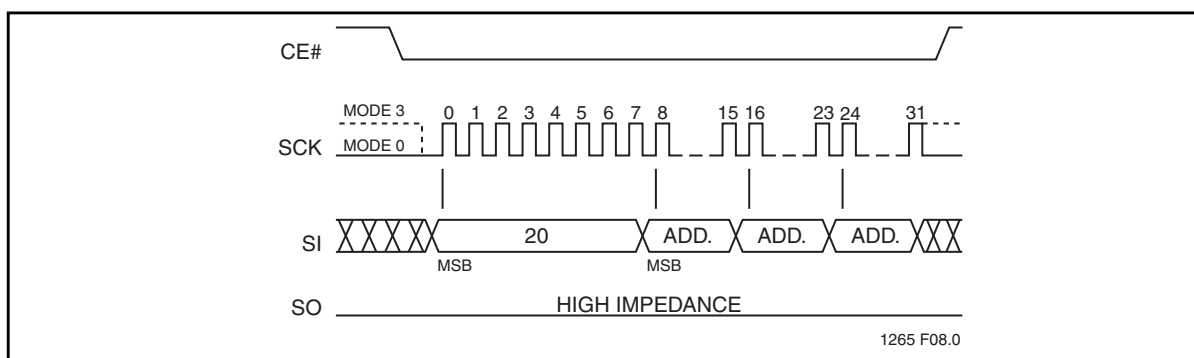 CE#
MODE 3 0 1 2 3 4 5 6 7 8 15 16 23 24 31
SCK MODE 0
SI 20 ADD. ADD. ADD.
MSB MSB
SO HIGH IMPEDANCE
1265 F08.0